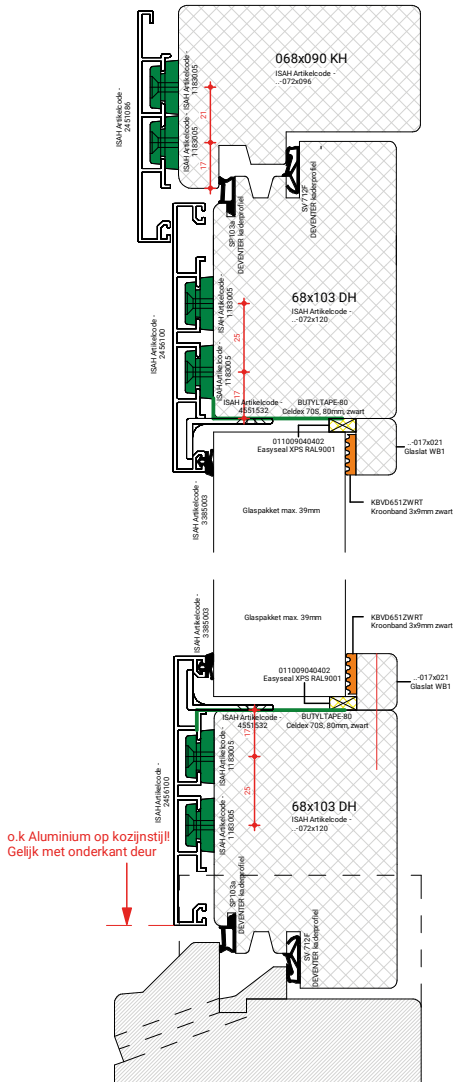 068x090 KH
ISAH Artikelcode -
..-072x096
ISAH Artikelcode -
2451086
ISAH Artikelcode -
1183005
21
ISAH Artikelcode -
1183005
17
SP103a
DEVENTER kaderprofiel
SV 712F
DEVENTER kaderprofiel
68x103 DH
ISAH Artikelcode -
..-072x120
ISAH Artikelcode -
2456100
ISAH Artikelcode -
1183005
25
ISAH Artikelcode -
1183005
17
ISAH Artikelcode -
4551532
BUTYLTAPE-80
Celdex 70S, 80mm, zwart
011009040402
Easyseal XPS RAL9001
..-017x021
Glaslat WB1
ISAH Artikelcode -
3385003
KBVD651ZWRT
Kroonband 3x9mm zwart
Glaspakket max. 39mm
ISAH Artikelcode -
3385003
Glaspakket max. 39mm
KBVD651ZWRT
Kroonband 3x9mm zwart
011009040402
Easyseal XPS RAL9001
..-017x021
Glaslat WB1
ISAH Artikelcode -
4551532
BUTYLTAPE-80
Celdex 70S, 80mm, zwart
ISAH Artikelcode -
1183005
17
ISAH Artikelcode -
2456100
25
ISAH Artikelcode -
1183005
68x103 DH
ISAH Artikelcode -
..-072x120
o.k Aluminium op kozijnstijl!
Gelijk met onderkant deur
SP103a
DEVENTER kaderprofiel
SV 712F
DEVENTER kaderprofiel